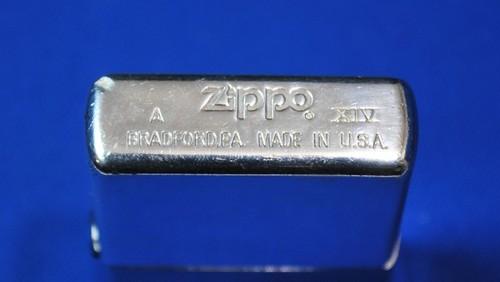 A Zippo® XIV
BRADFORD,PA. MADE IN U.S.A.